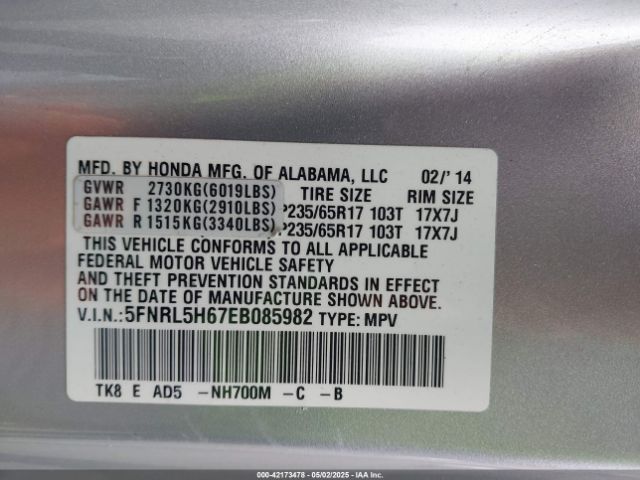 MFD. BY HONDA MFG. OF ALABAMA, LLC 02/' 14
GVWR 2730KG(6019LBS) TIRE SIZE RIM SIZE
GAWR F 1320KG(2910LBS) P235/65R17 103T 17X7J
GAWR R 1515KG(3340LBS) P235/65R17 103T 17X7J
THIS VEHICLE CONFORMS TO ALL APPLICABLE
FEDERAL MOTOR VEHICLE SAFETY
AND THEFT PREVENTION STANDARDS IN EFFECT
ON THE DATE OF MANUFACTURE SHOWN ABOVE.
V.I.N.:5FNRL5H67EB085982 TYPE: MPV
TK8 E AD5 -NH700M -C -B
000-42173478 - 05/02/2025 - IAAI.com